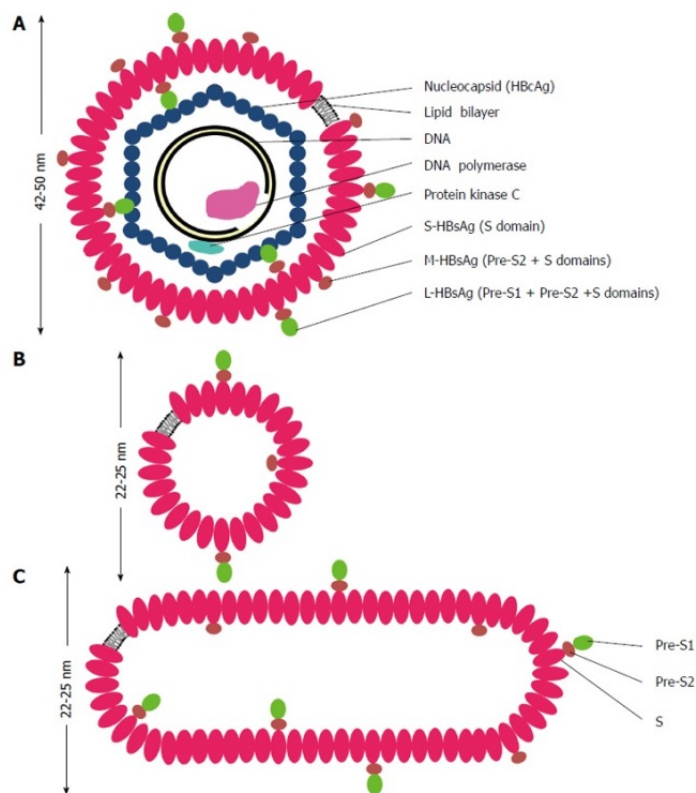 A
42-50 nm
Nucleocapsid (HBcAg)
Lipid bilayer
DNA
DNA polymerase
Protein kinase C
S-HBsAg (S domain)
M-HBsAg (Pre-S2 + S domains)
L-HBsAg (Pre-S1 + Pre-S2 +S domains)
B
22-25 nm
C
22-25 nm
Pre-S1
Pre-S2
S